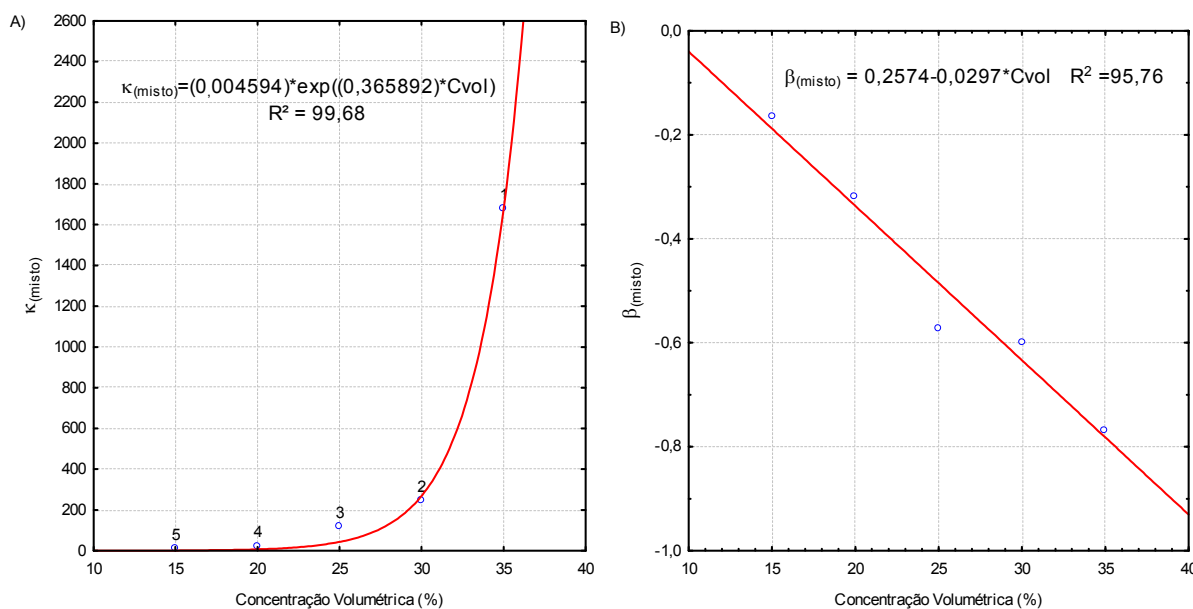 A)
2600
2400
2200
2000
1800
1600
1400
1200
1000
800
600
400
200
0
κ(misto)
κ(misto)=(0,004594)*exp((0,365892)*Cvol)
R² = 99,68
1
2
3
4
5
10 15 20 25 30 35 40
Concentração Volumétrica (%)
B)
0,0
-0,2
-0,4
-0,6
-0,8
-1,0
β(misto)
β(misto) = 0,2574-0,0297*Cvol R² =95,76
10 15 20 25 30 35 40
Concentração Volumétrica (%)